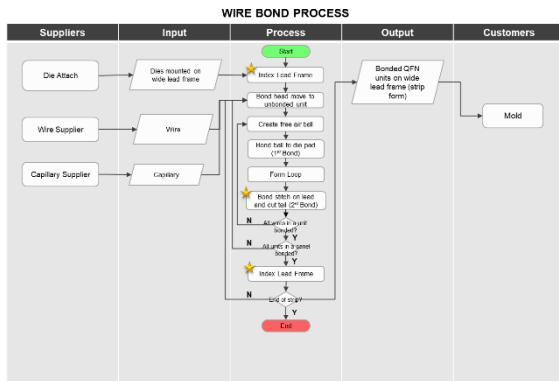 WIRE BOND PROCESS
Suppliers
Input
Process
Output
Customers
Start
Die Attach
Dies mounted on
wide lead frame
Index Lead Frame
Bonded QFN
units on wide
lead frame (strip
form)
Bond head move to
unbonded unit
Mold
Wire Supplier
Wire
Create free air ball
Bond ball to die pad
(1st Bond)
Capillary Supplier
Capillary
Form Loop
Bond stitch on lead
and cut tail (2nd Bond)
N
All wires in a unit
bonded?
Y
N
All units in a panel
bonded?
Y
Index Lead Frame
N
End of strip?
Y
End